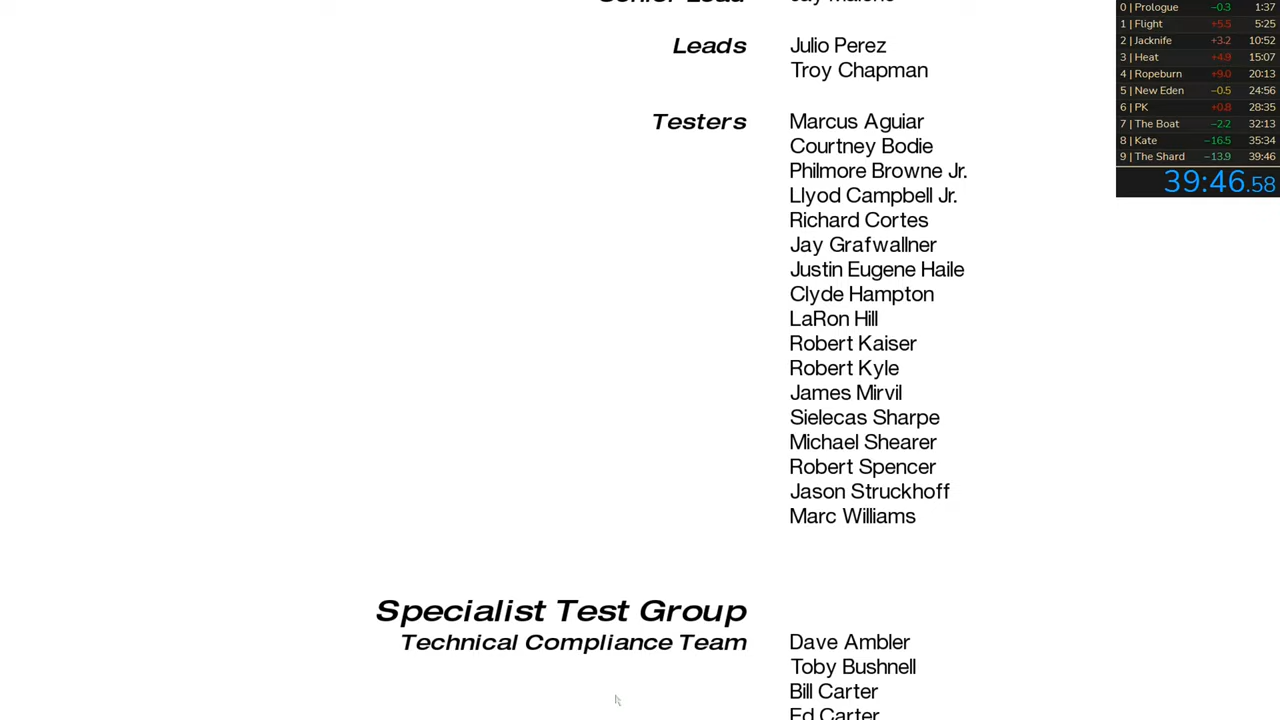 Senior Lead Jay Malone
Leads Julio Perez
Troy Chapman
Testers Marcus Aguiar
Courtney Bodie
Philmore Browne Jr.
Llyod Campbell Jr.
Richard Cortes
Jay Grafwallner
Justin Eugene Haile
Clyde Hampton
LaRon Hill
Robert Kaiser
Robert Kyle
James Mirvil
Sielecas Sharpe
Michael Shearer
Robert Spencer
Jason Struckhoff
Marc Williams
Specialist Test Group
Technical Compliance Team Dave Ambler
Toby Bushnell
Bill Carter
Ed Carter
0 | Prologue −0.3 1:37
1 | Flight +5.5 5:25
2 | Jacknife +3.2 10:52
3 | Heat +4.9 15:07
4 | Ropeburn +9.0 20:13
5 | New Eden −0.5 24:56
6 | PK +0.8 28:35
7 | The Boat −2.2 32:13
8 | Kate −16.5 35:34
9 | The Shard −13.9 39:46
39:46.58